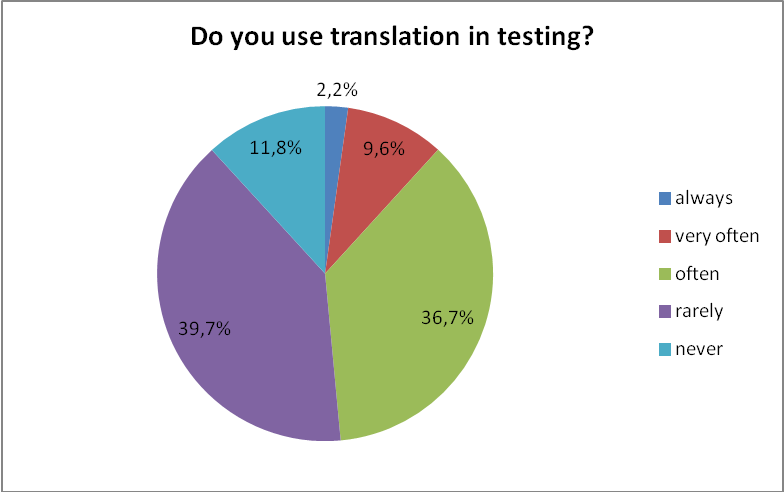 Do you use translation in testing?
2,2%
9,6%
11,8%
36,7%
39,7%
always
very often
often
rarely
never